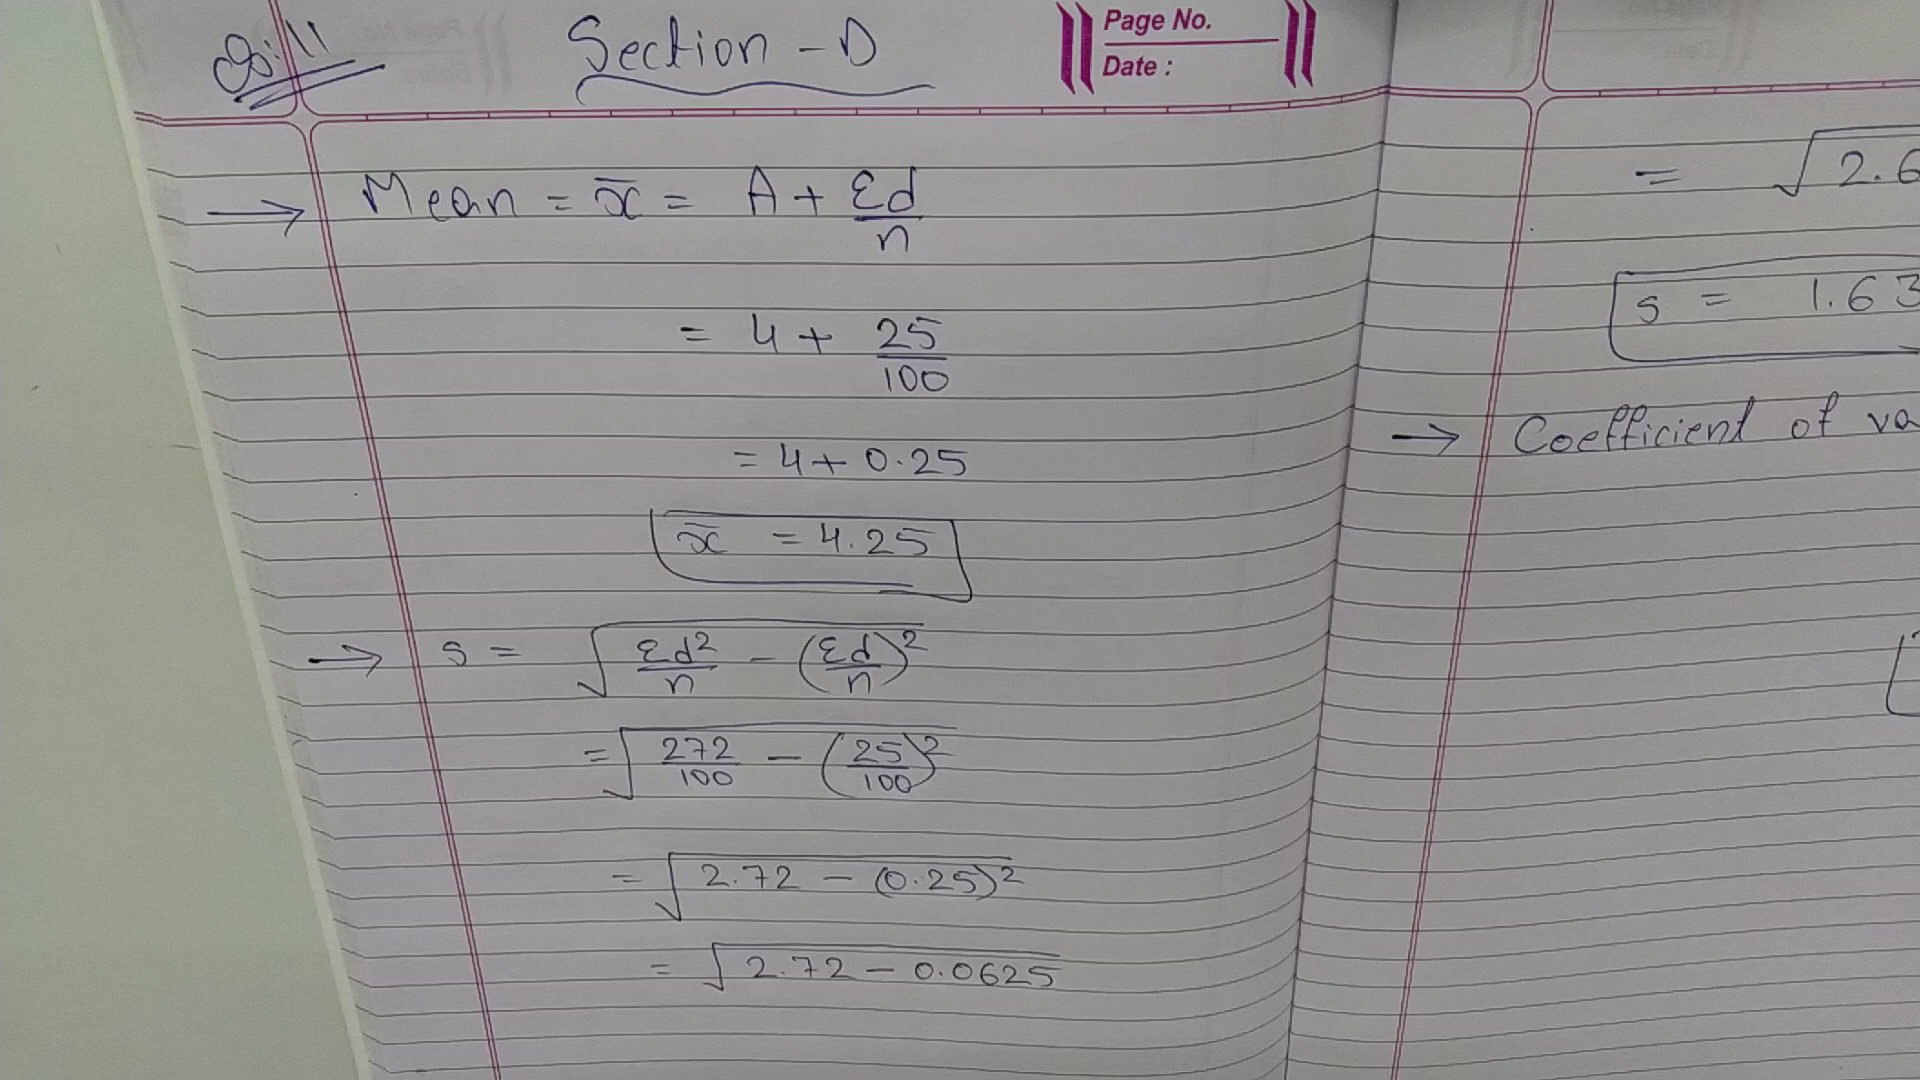 Q:11 Section - D
Page No.
Date :
→ Mean = x̄ = A + Σd/n
= 4 + 25/100
= 4 + 0.25
x̄ = 4.25
→ s = √(Σd²/n - (Σd/n)²)
= √(272/100 - (25/100)²)
= √(2.72 - (0.25)²)
= √(2.72 - 0.0625)
= √2.6
s = 1.63
→ Coefficient of va